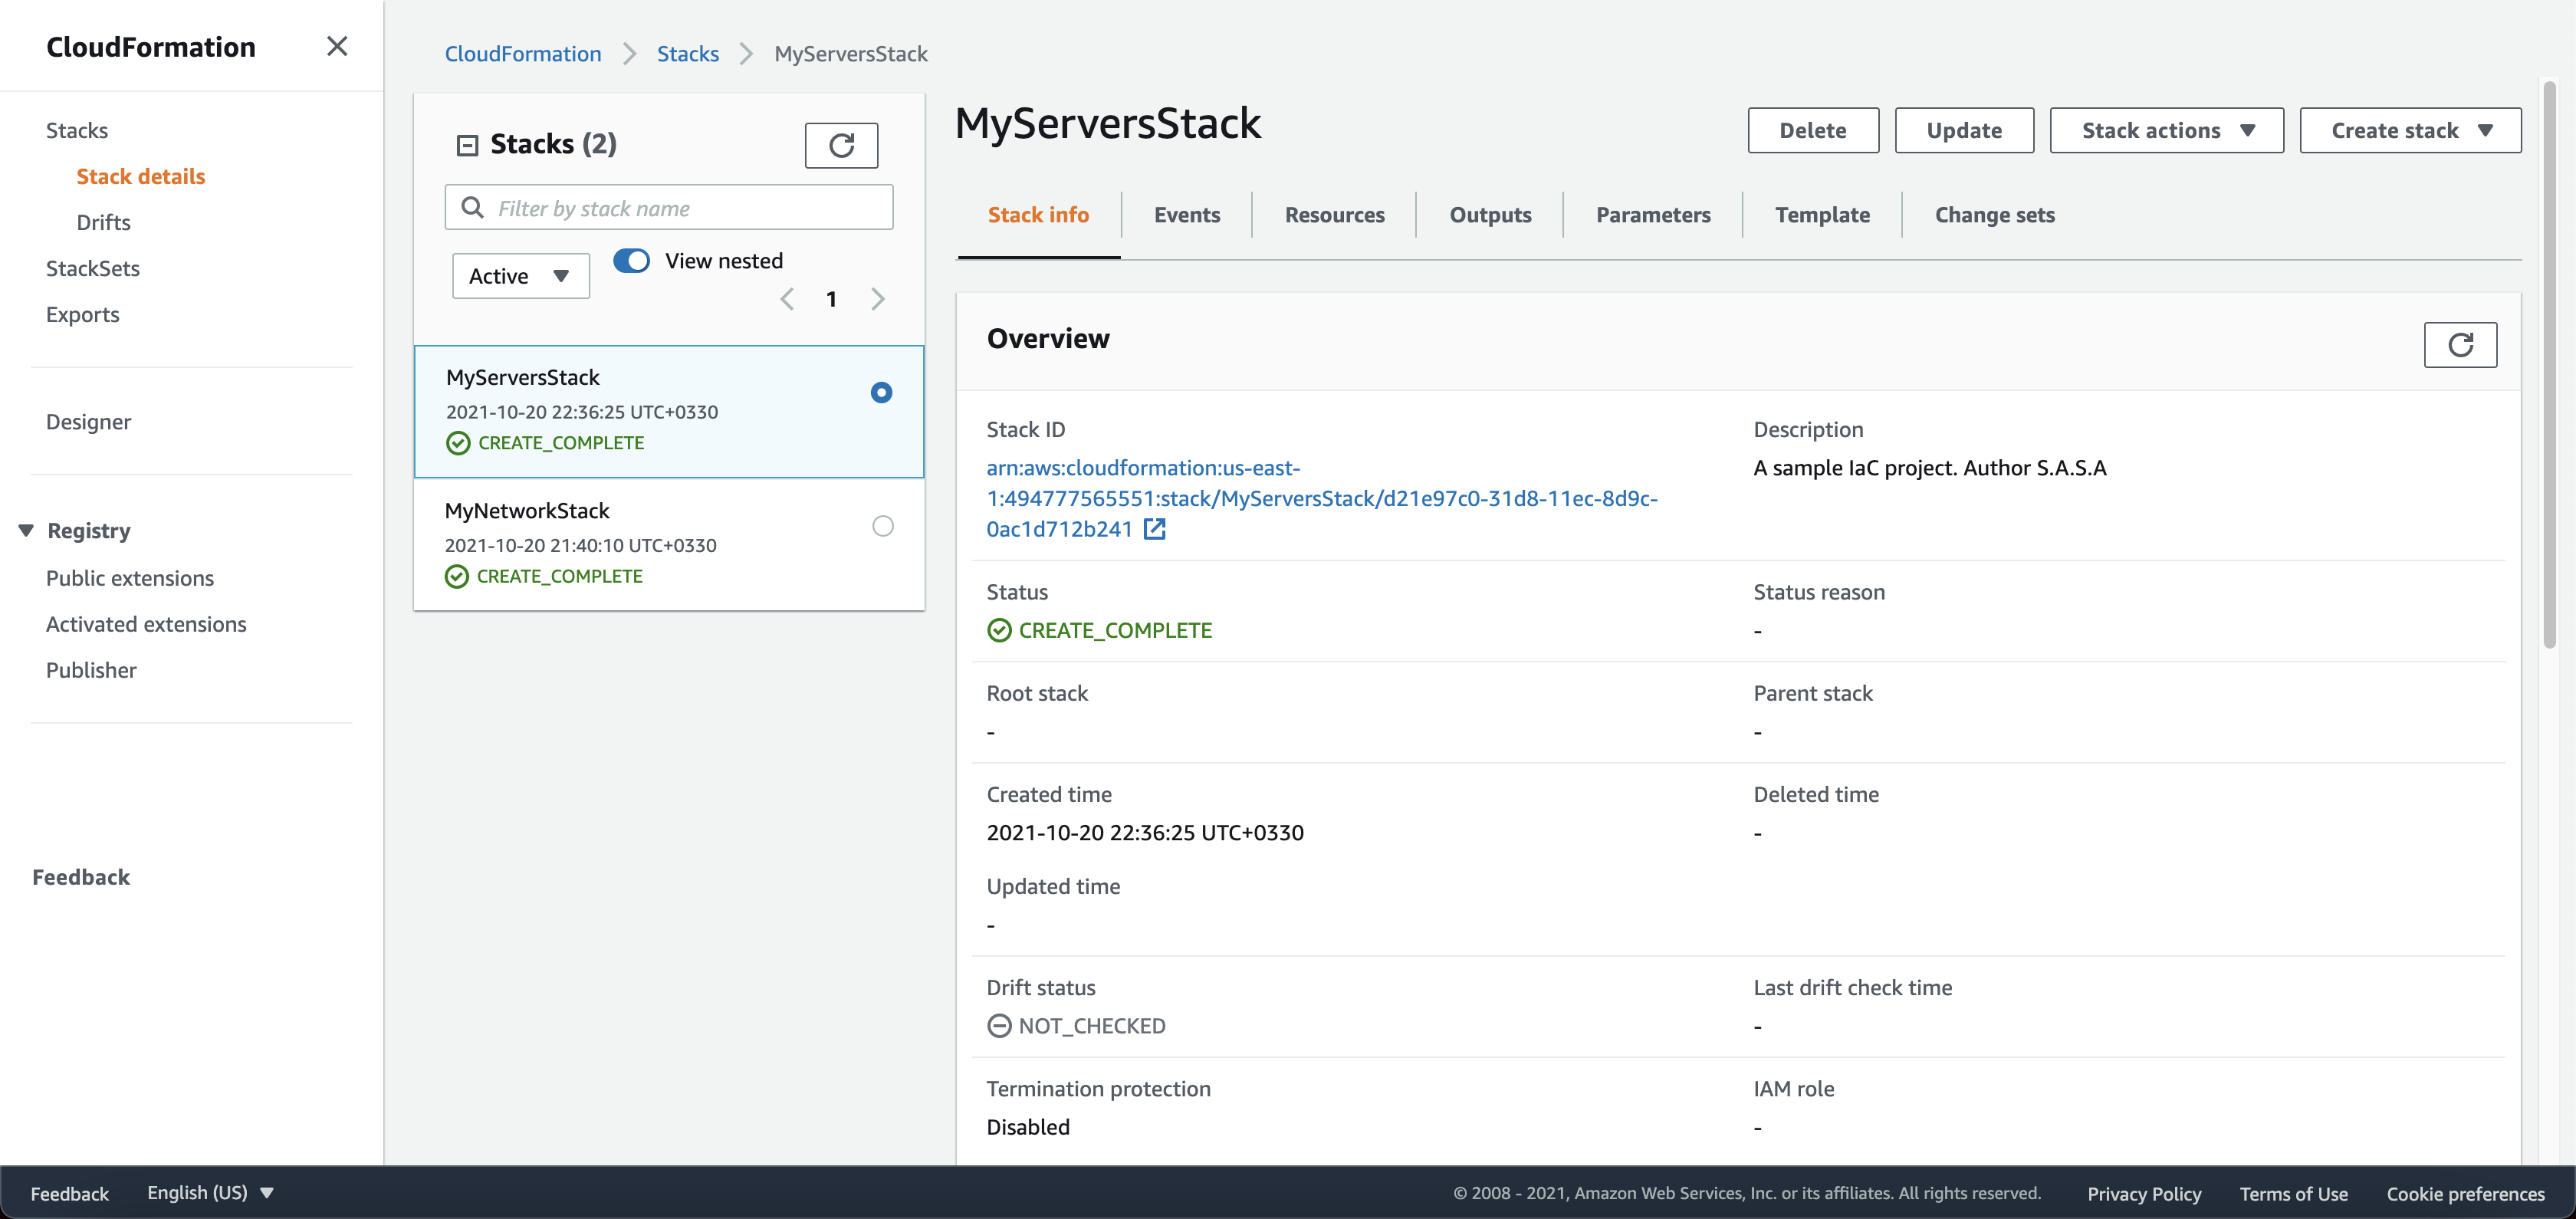 CloudFormation
Stacks
Stack details
Drifts
StackSets
Exports
Designer
Registry
Public extensions
Activated extensions
Publisher
Feedback
CloudFormation > Stacks > MyServersStack
Stacks (2)
Filter by stack name
Active
View nested
1
MyServersStack
2021-10-20 22:36:25 UTC+0330
CREATE_COMPLETE
MyNetworkStack
2021-10-20 21:40:10 UTC+0330
CREATE_COMPLETE
MyServersStack
Delete Update Stack actions Create stack
Stack info Events Resources Outputs Parameters Template Change sets
Overview
Stack ID
arn:aws:cloudformation:us-east-
1:494777565551:stack/MyServersStack/d21e97c0-31d8-11ec-8d9c-
0ac1d712b241
Description
A sample IaC project. Author S.A.S.A
Status
CREATE_COMPLETE
Status reason
-
Root stack
-
Parent stack
-
Created time
2021-10-20 22:36:25 UTC+0330
Deleted time
-
Updated time
-
Drift status
NOT_CHECKED
Last drift check time
-
Termination protection
Disabled
IAM role
-
Feedback English (US) © 2008 - 2021, Amazon Web Services, Inc. or its affiliates. All rights reserved. Privacy Policy Terms of Use Cookie preferences